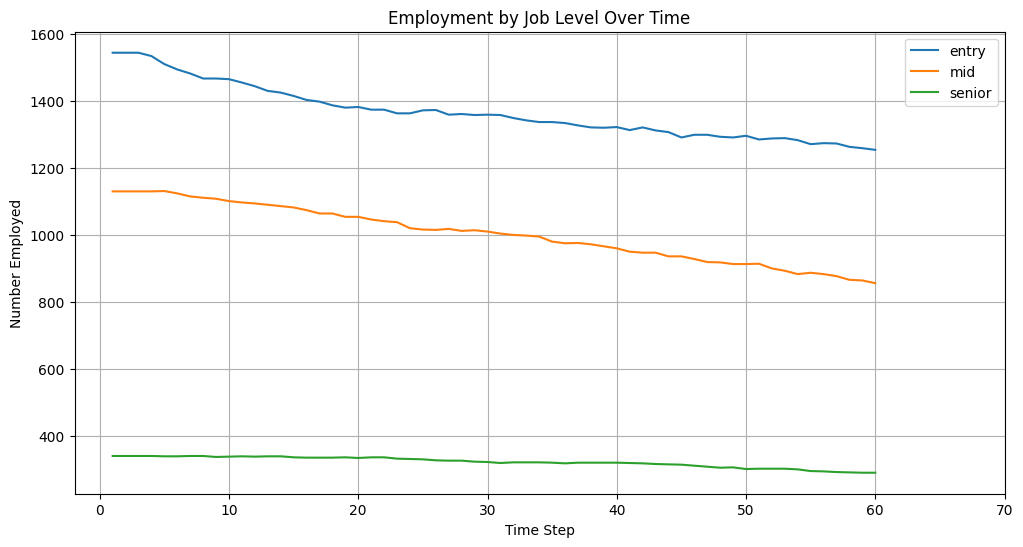 Employment by Job Level Over Time
entry
mid
senior
Number Employed
1600
1400
1200
1000
800
600
400
0 10 20 30 40 50 60 70
Time Step